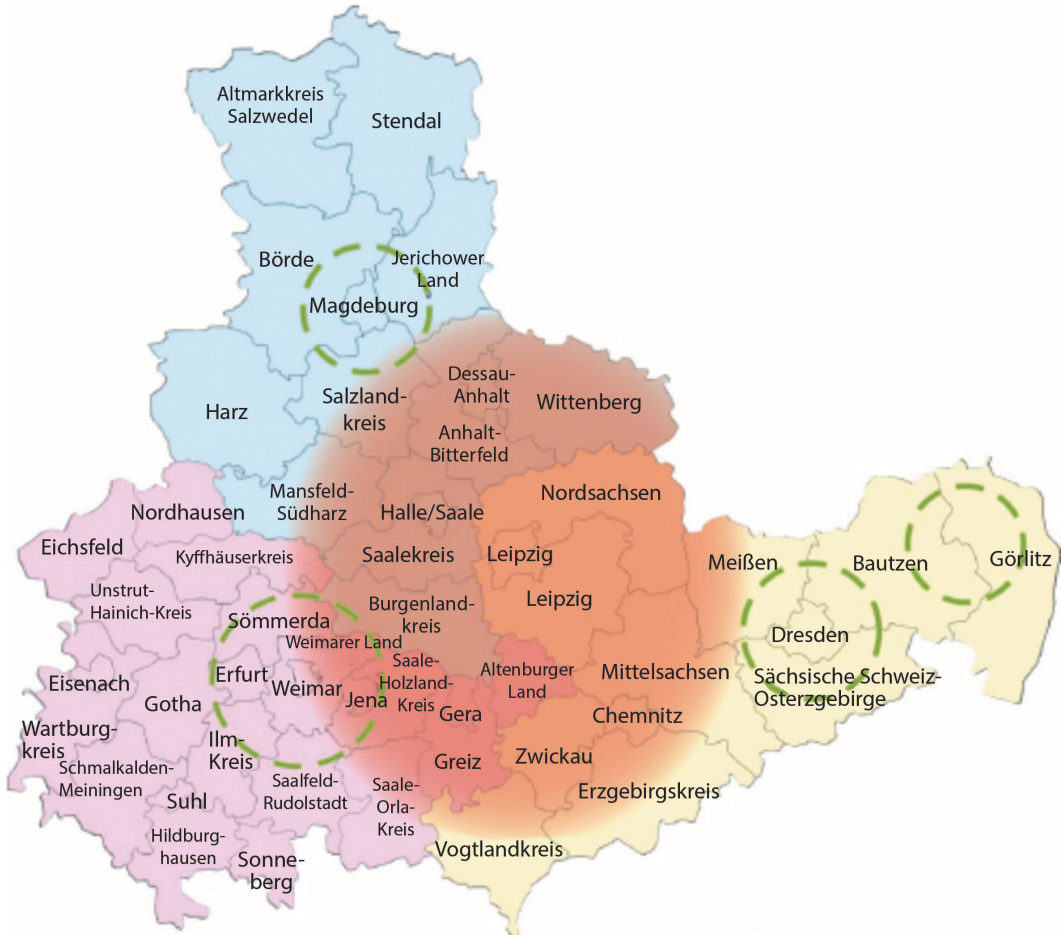 Altmarkkreis
Salzwedel
Stendal
Börde
Jerichower
Land
Magdeburg
Dessau-
Anhalt
Wittenberg
Salzland-
kreis
Harz
Anhalt-
Bitterfeld
Mansfeld-
Südharz
Nordsachsen
Halle/Saale
Nordhausen
Eichsfeld
Kyffhäuserkreis
Saalekreis
Leipzig
Meißen
Bautzen
Görlitz
Unstrut-
Hainich-Kreis
Burgenland-
kreis
Leipzig
Sömmerda
Weimarer Land
Dresden
Eisenach
Erfurt
Weimar
Saale-
Holzland-
Kreis
Altenburger
Land
Mittelsachsen
Sächsische Schweiz-
Osterzgebirge
Gotha
Jena
Gera
Chemnitz
Wartburg-
kreis
Ilm-
Kreis
Greiz
Zwickau
Schmalkalden-
Meiningen
Saalfeld-
Rudolstadt
Saale-
Orla-
Kreis
Erzgebirgskreis
Suhl
Hildburg-
hausen
Sonne-
berg
Vogtlandkreis